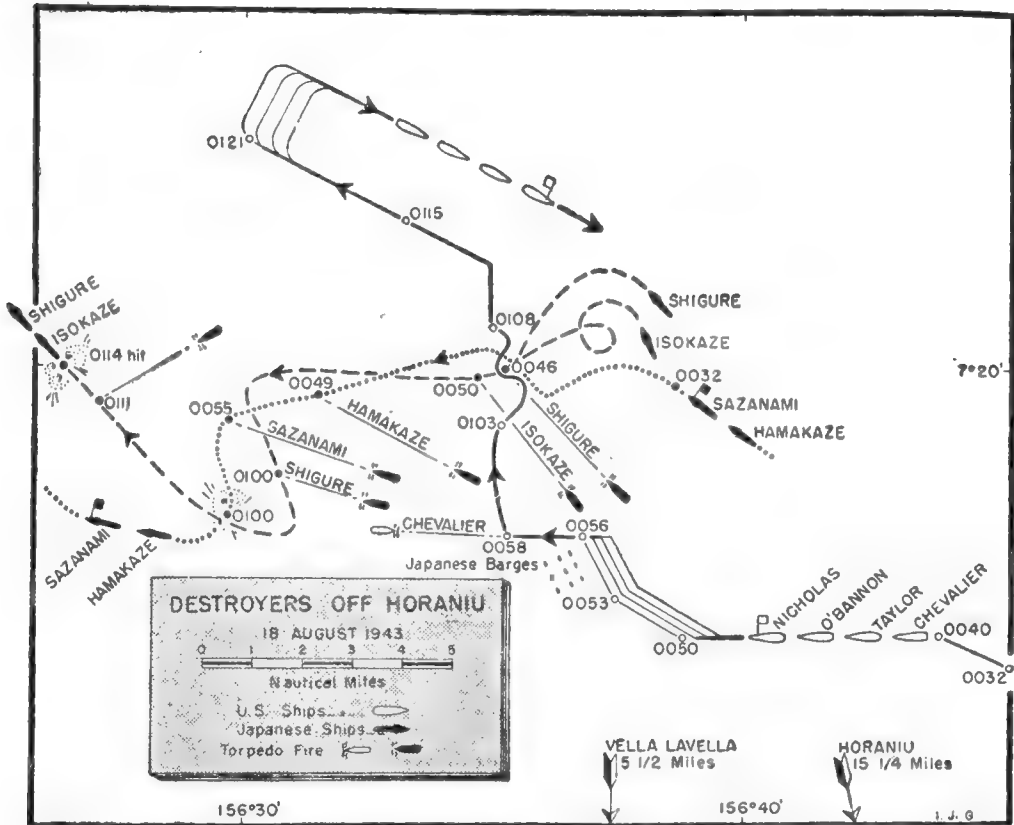 0121
0115
SHIGURE
SHIGURE
ISOKAZE
0108
ISOKAZE
0114 hit
0046
0032
7°20'
0111
0049
0050
SAZANAMI
0055
HAMAKAZE
HAMAKAZE
0103
SAZANAMI
SHIGURE
ISOKAZE
0100
SHIGURE
0100
CHEVALIER
0056
0058
SAZANAMI
HAMAKAZE
Japanese Barges
0053
NICHOLAS
O'BANNON
TAYLOR
CHEVALIER
0040
0050
0032
DESTROYERS OFF HORANIU
18 AUGUST 1943
0 1 2 3 4 5
Nautical Miles
U.S. Ships
Japanese Ships
Torpedo Fire
VELLA LAVELLA
5 1/2 Miles
HORANIU
15 1/4 Miles
156°30'
156°40'
I. J. G